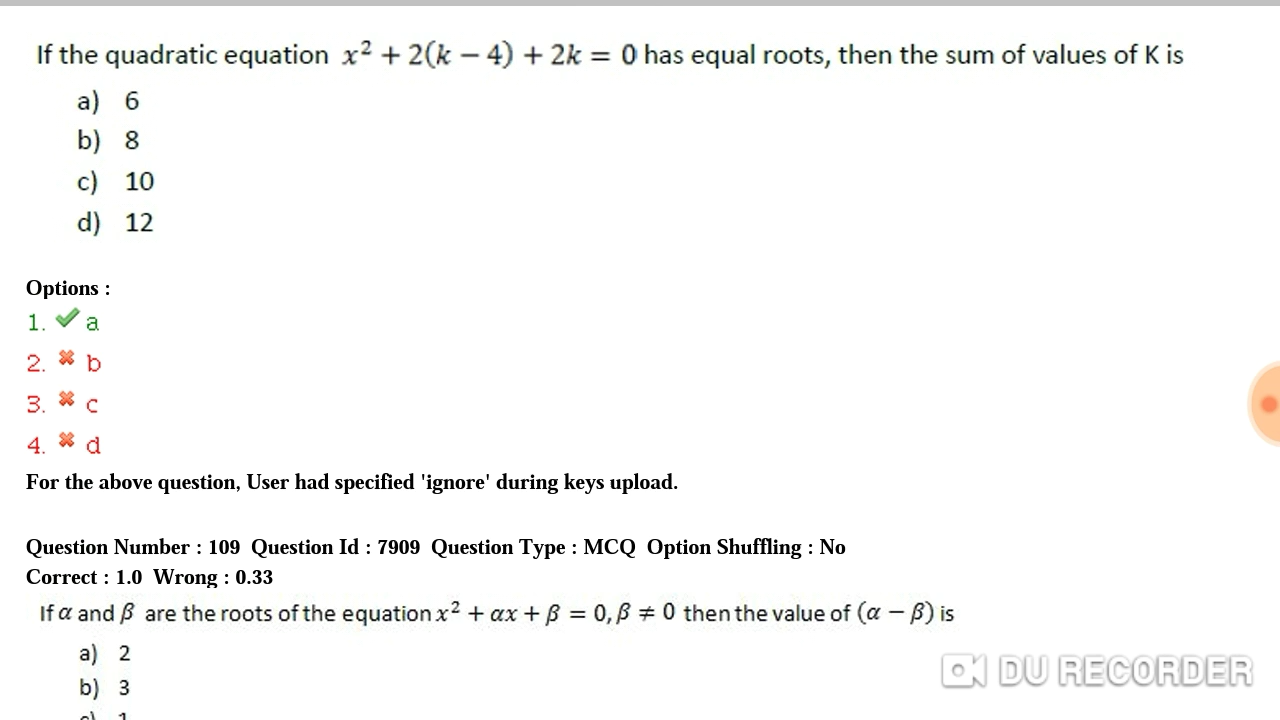 If the quadratic equation x² + 2(k − 4) + 2k = 0 has equal roots, then the sum of values of K is
a) 6
b) 8
c) 10
d) 12
Options :
1. ✔ a
2. ✖ b
3. ✖ c
4. ✖ d
For the above question, User had specified 'ignore' during keys upload.
Question Number : 109 Question Id : 7909 Question Type : MCQ Option Shuffling : No
Correct : 1.0 Wrong : 0.33
If α and β are the roots of the equation x² + αx + β = 0, β ≠ 0 then the value of (α − β) is
a) 2
b) 3
c) 1
DU RECORDER